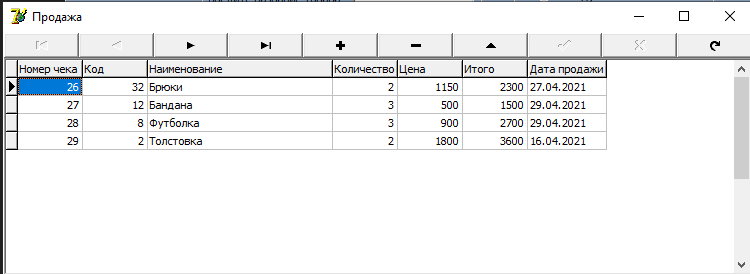 Продажа
Номер чека Код Наименование Количество Цена Итого Дата продажи
26 32 Брюки 2 1150 2300 27.04.2021
27 12 Бандана 3 500 1500 29.04.2021
28 8 Футболка 3 900 2700 29.04.2021
29 2 Толстовка 2 1800 3600 16.04.2021